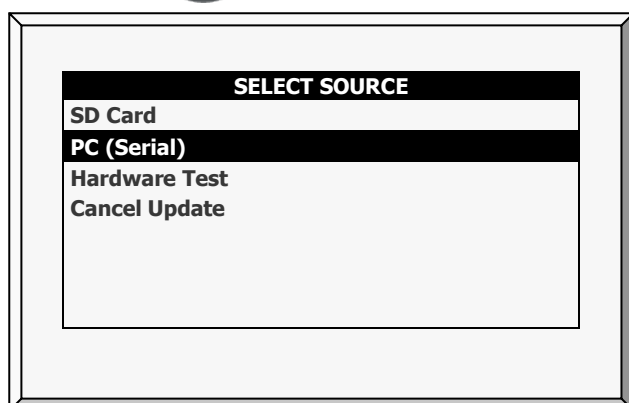 SELECT SOURCE
SD Card
PC (Serial)
Hardware Test
Cancel Update